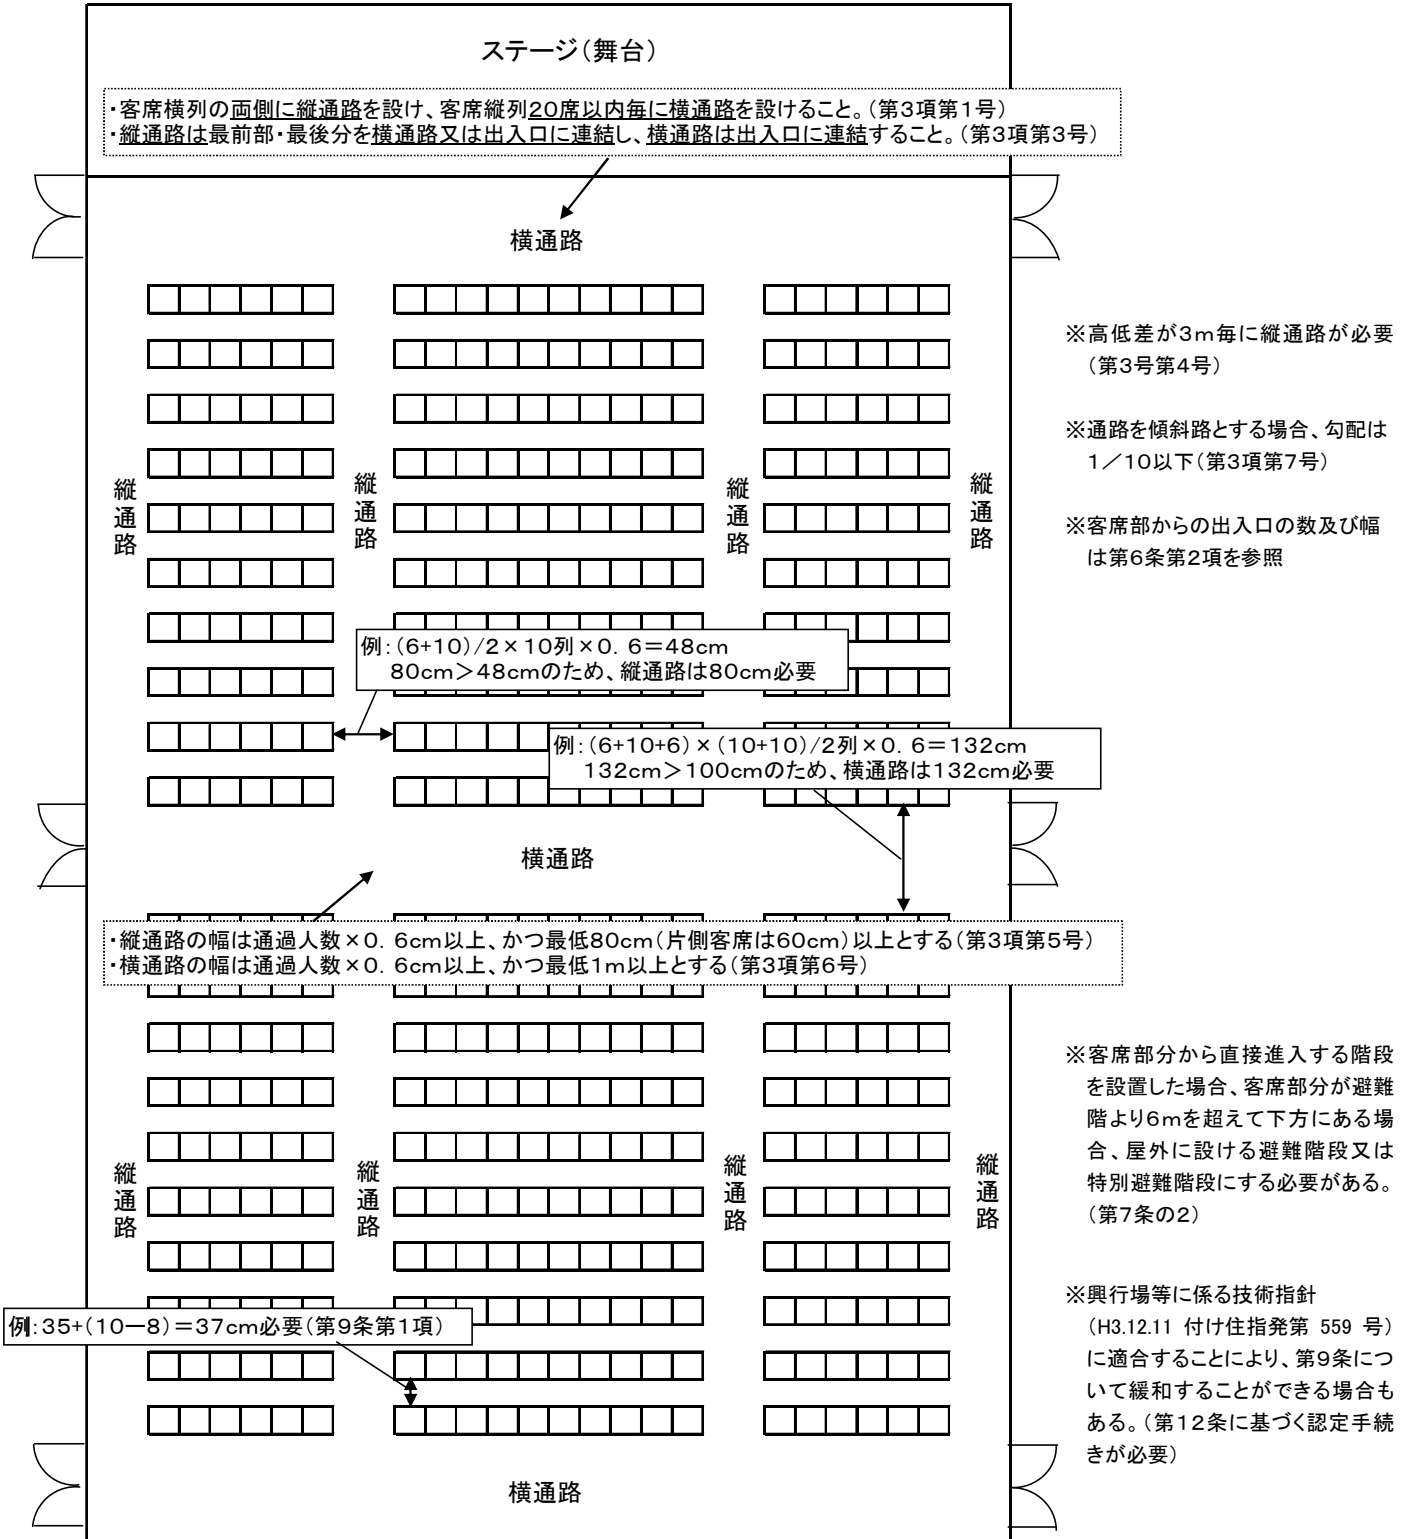 ステージ(舞台)
・客席横列の両側に縦通路を設け、客席縦列20席以内毎に横通路を設けること。(第3項第1号)
・縦通路は最前部・最後分を横通路又は出入口に連結し、横通路は出入口に連結すること。(第3項第3号)
横通路
※高低差が3m毎に縦通路が必要
(第3号第4号)
※通路を傾斜路とする場合、勾配は
1/10以下(第3項第7号)
※客席部からの出入口の数及び幅
は第6条第2項を参照
縦通路
縦通路
縦通路
縦通路
例:(6+10)/2×10列×0.6=48cm
80cm>48cmのため、縦通路は80cm必要
例:(6+10+6)×(10+10)/2列×0.6=132cm
132cm>100cmのため、横通路は132cm必要
横通路
・縦通路の幅は通過人数×0.6cm以上、かつ最低80cm(片側客席は60cm)以上とする(第3項第5号)
・横通路の幅は通過人数×0.6cm以上、かつ最低1m以上とする(第3項第6号)
※客席部分から直接進入する階段
を設置した場合、客席部分が避難
階より6mを超えて下方にある場
合、屋外に設ける避難階段又は
特別避難階段にする必要がある。
(第7条の2)
縦通路
縦通路
縦通路
縦通路
※興行場等に係る技術指針
(H3.12.11 付け住指発第 559 号)
に適合することにより、第9条につ
いて緩和することができる場合も
ある。(第12条に基づく認定手続
きが必要)
例:35+(10-8)=37cm必要(第9条第1項)
横通路